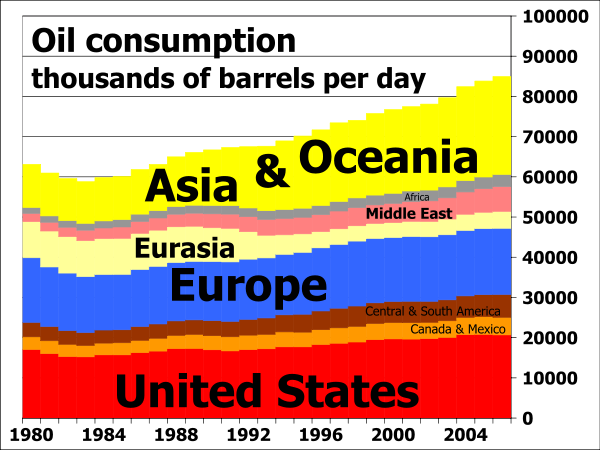 Oil consumption
thousands of barrels per day
100000
90000
80000
70000
60000
50000
40000
30000
20000
10000
0
Asia & Oceania
Africa
Middle East
Eurasia
Europe
Central & South America
Canada & Mexico
United States
1980 1984 1988 1992 1996 2000 2004